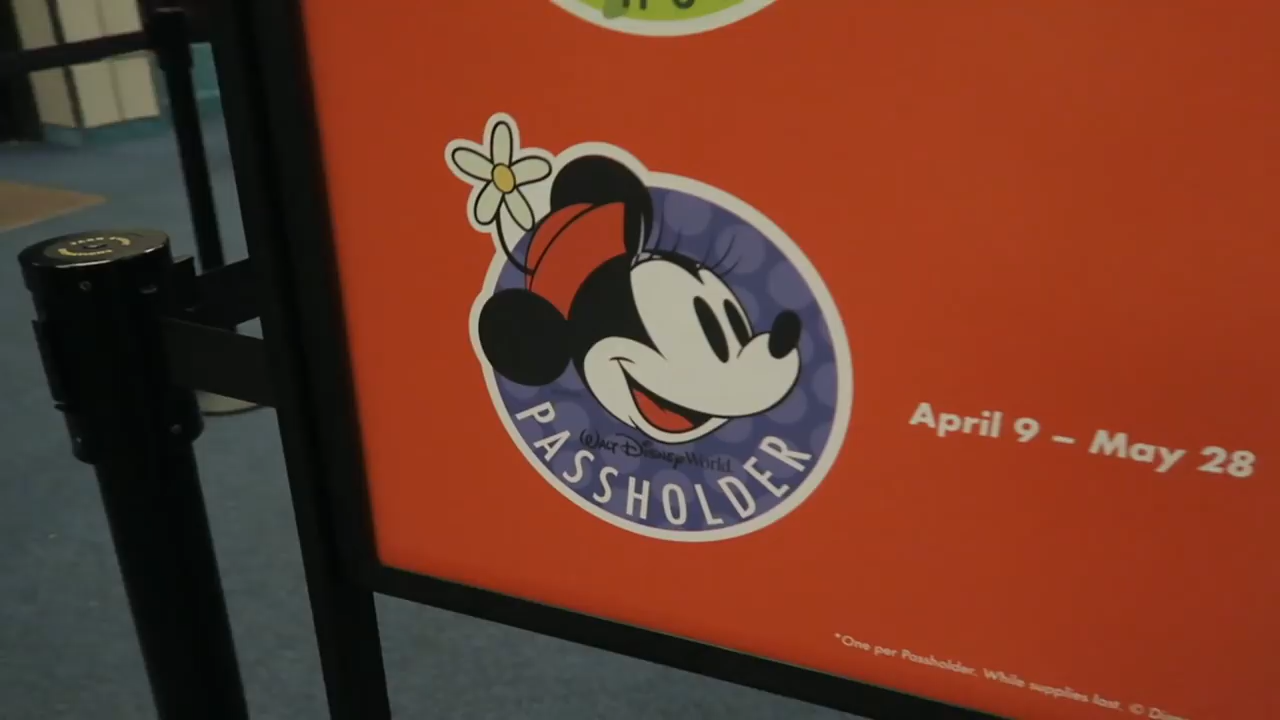 WALT DISNEY World
PASSHOLDER
April 9 – May 28
*One per Passholder. While supplies last. ©